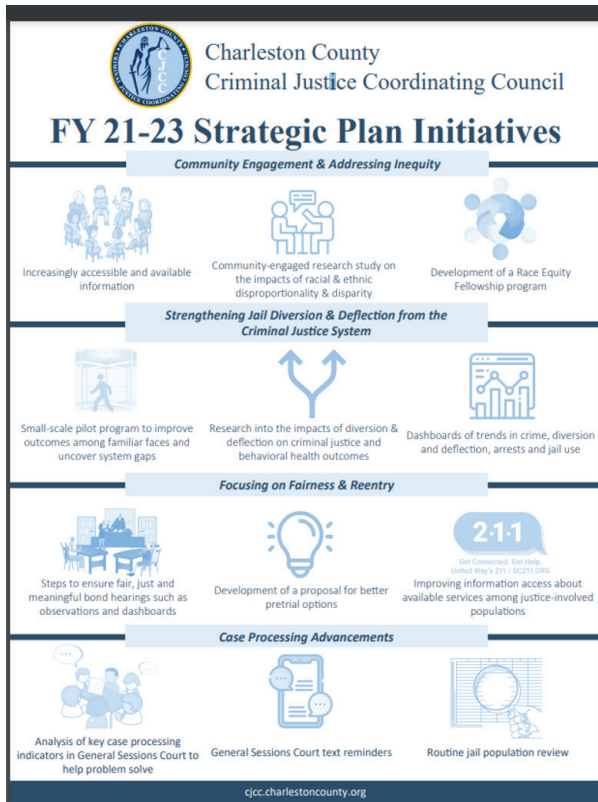 CHARLESTON COUNTY
CRIMINAL JUSTICE COORDINATING COUNCIL
CJCC
Charleston County
Criminal Justice Coordinating Council
FY 21-23 Strategic Plan Initiatives
Community Engagement & Addressing Inequity
Increasingly accessible and available
information
Community-engaged research study on
the impacts of racial & ethnic
disproportionality & disparity
Development of a Race Equity
Fellowship program
Strengthening Jail Diversion & Deflection from the
Criminal Justice System
Small-scale pilot program to improve
outcomes among familiar faces and
uncover system gaps
Research into the impacts of diversion &
deflection on criminal justice and
behavioral health outcomes
Dashboards of trends in crime, diversion
and deflection, arrests and jail use
Focusing on Fairness & Reentry
Steps to ensure fair, just and
meaningful bond hearings such as
observations and dashboards
Development of a proposal for better
pretrial options
2·1·1
Get Connected. Get Help.
United Way's 211 / SC211.ORG
Improving information access about
available services among justice-involved
populations
Case Processing Advancements
Analysis of key case processing
indicators in General Sessions Court to
help problem solve
General Sessions Court text reminders
Routine jail population review
cjcc.charlestoncounty.org